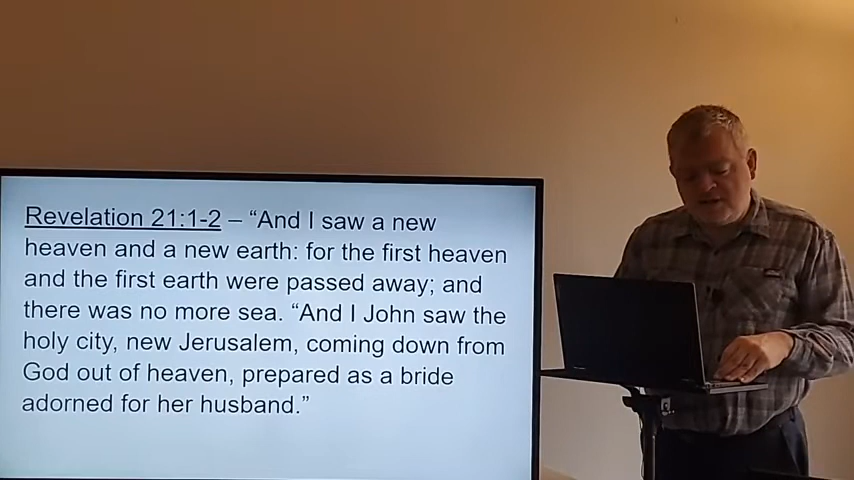 Revelation 21:1-2 – “And I saw a new
heaven and a new earth: for the first heaven
and the first earth were passed away; and
there was no more sea. “And I John saw the
holy city, new Jerusalem, coming down from
God out of heaven, prepared as a bride
adorned for her husband.”